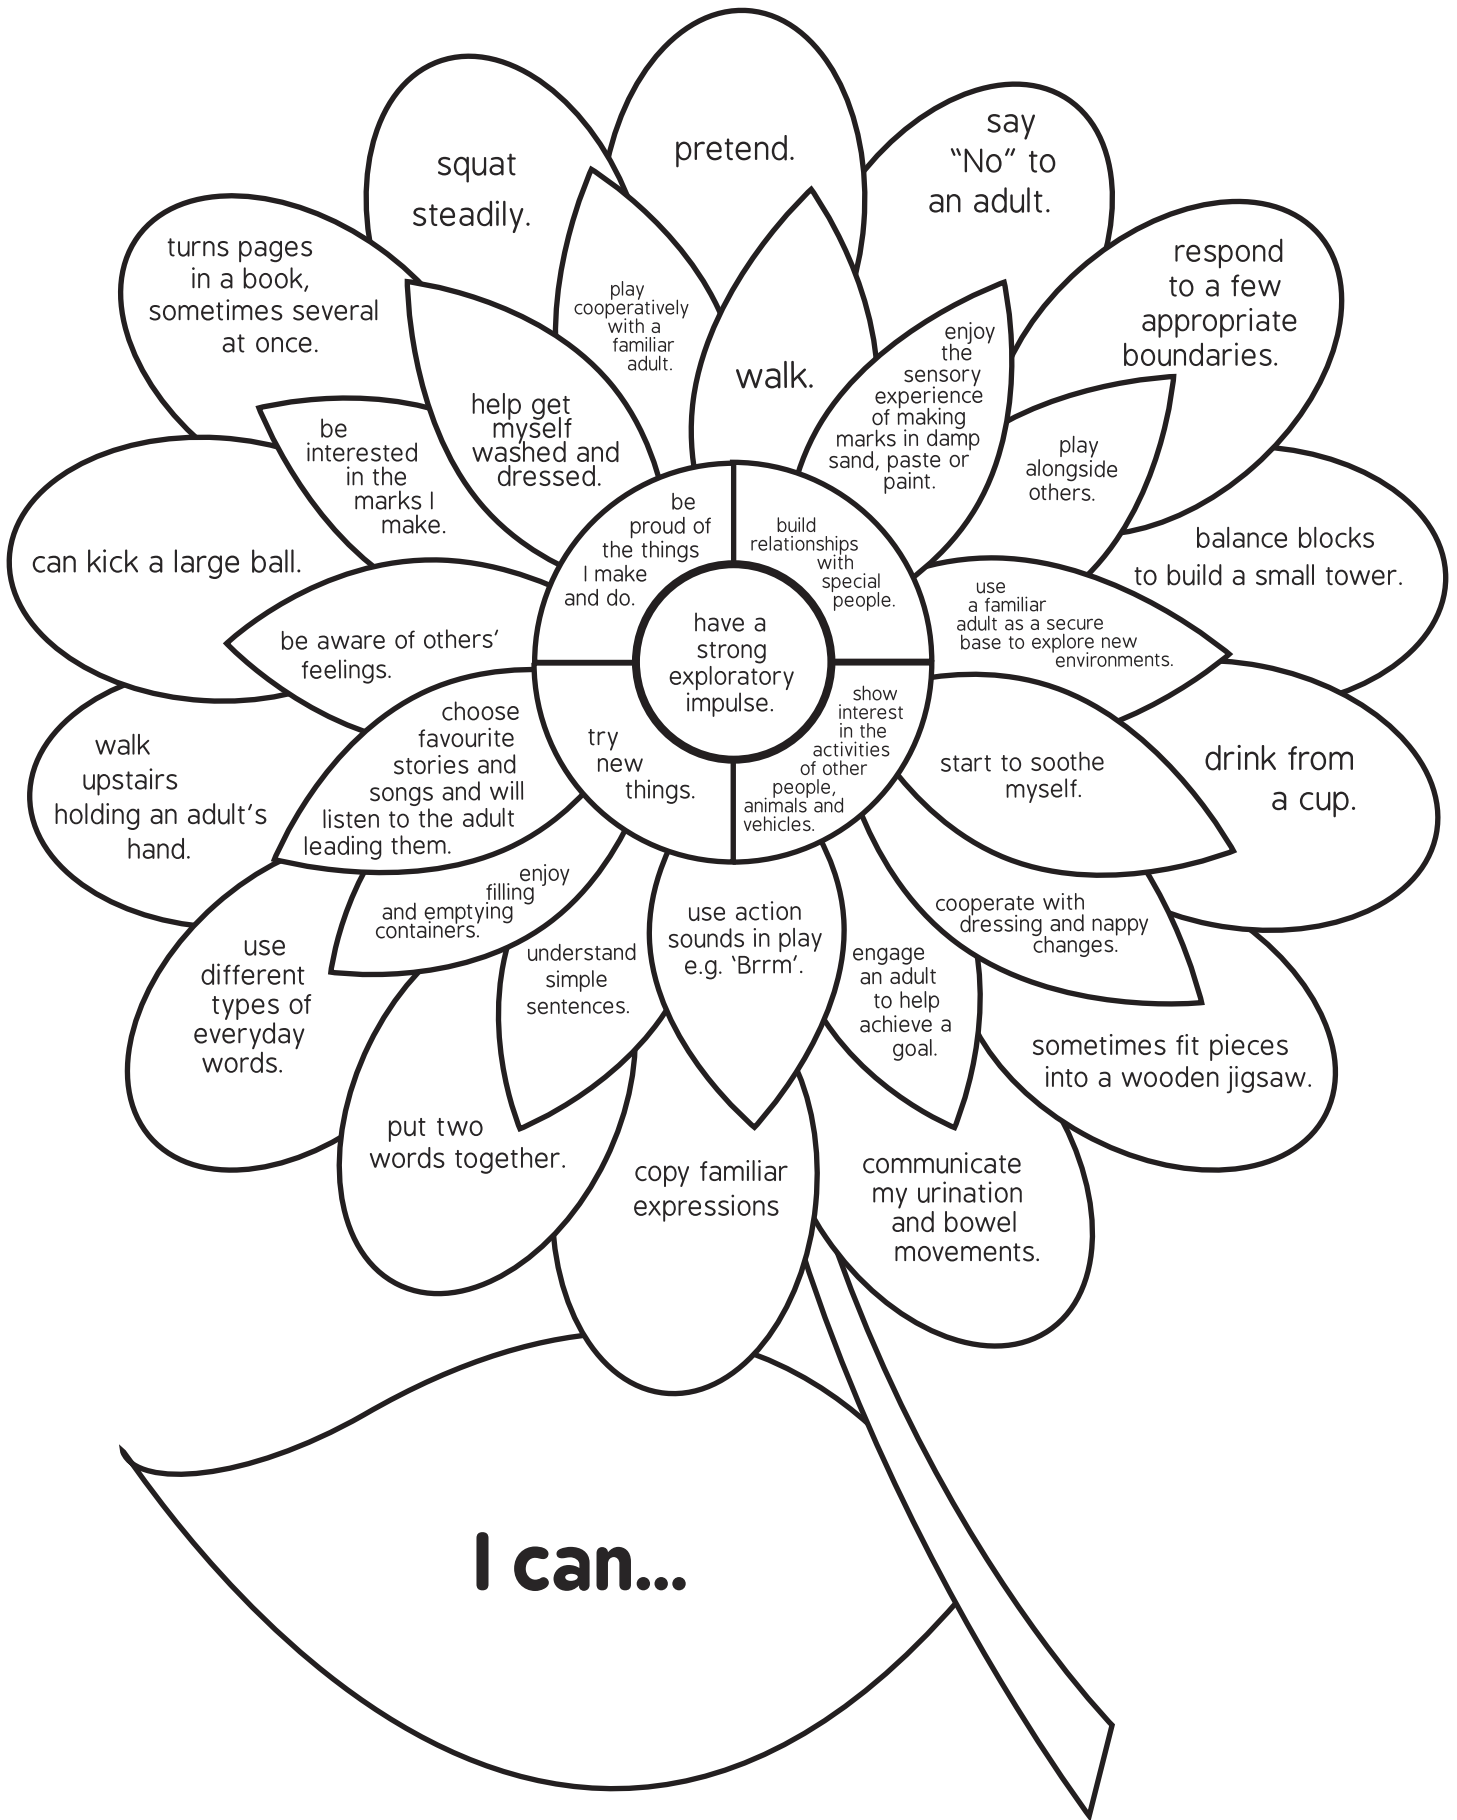 pretend.
say
“No” to
an adult.
respond
to a few
appropriate
boundaries.
balance blocks
to build a small tower.
drink from
a cup.
sometimes fit pieces
into a wooden jigsaw.
communicate
my urination
and bowel
movements.
copy familiar
expressions
put two
words together.
use
different
types of
everyday
words.
walk
upstairs
holding an adult’s
hand.
can kick a large ball.
turns pages
in a book,
sometimes several
at once.
squat
steadily.
play
cooperatively
with a
familiar
adult.
walk.
enjoy
the
sensory
experience
of making
marks in damp
sand, paste or
paint.
play
alongside
others.
use
a familiar
adult as a secure
base to explore new
environments.
start to soothe
myself.
cooperate with
dressing and nappy
changes.
engage
an adult
to help
achieve a
goal.
use action
sounds in play
e.g. ‘Brrm’.
understand
simple
sentences.
enjoy
filling
and emptying
containers.
choose
favourite
stories and
songs and will
listen to the adult
leading them.
be aware of others’
feelings.
be
interested
in the
marks I
make.
help get
myself
washed and
dressed.
be
proud of
the things
I make
and do.
build
relationships
with
special
people.
show
interest
in the
activities
of other
people,
animals and
vehicles.
try
new
things.
have a
strong
exploratory
impulse.
I can...